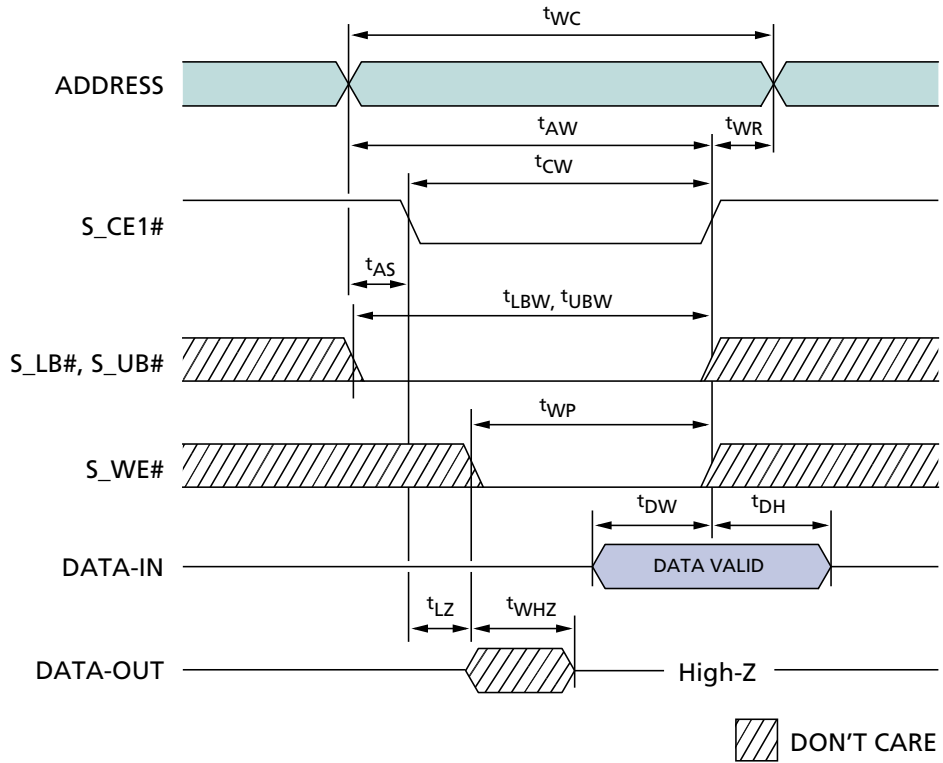 tWC
ADDRESS
tAW
tWR
tCW
S_CE1#
tAS
tLBW, tUBW
S_LB#, S_UB#
tWP
S_WE#
tDW
tDH
DATA-IN
DATA VALID
tLZ
tWHZ
DATA-OUT
High-Z
DON'T CARE